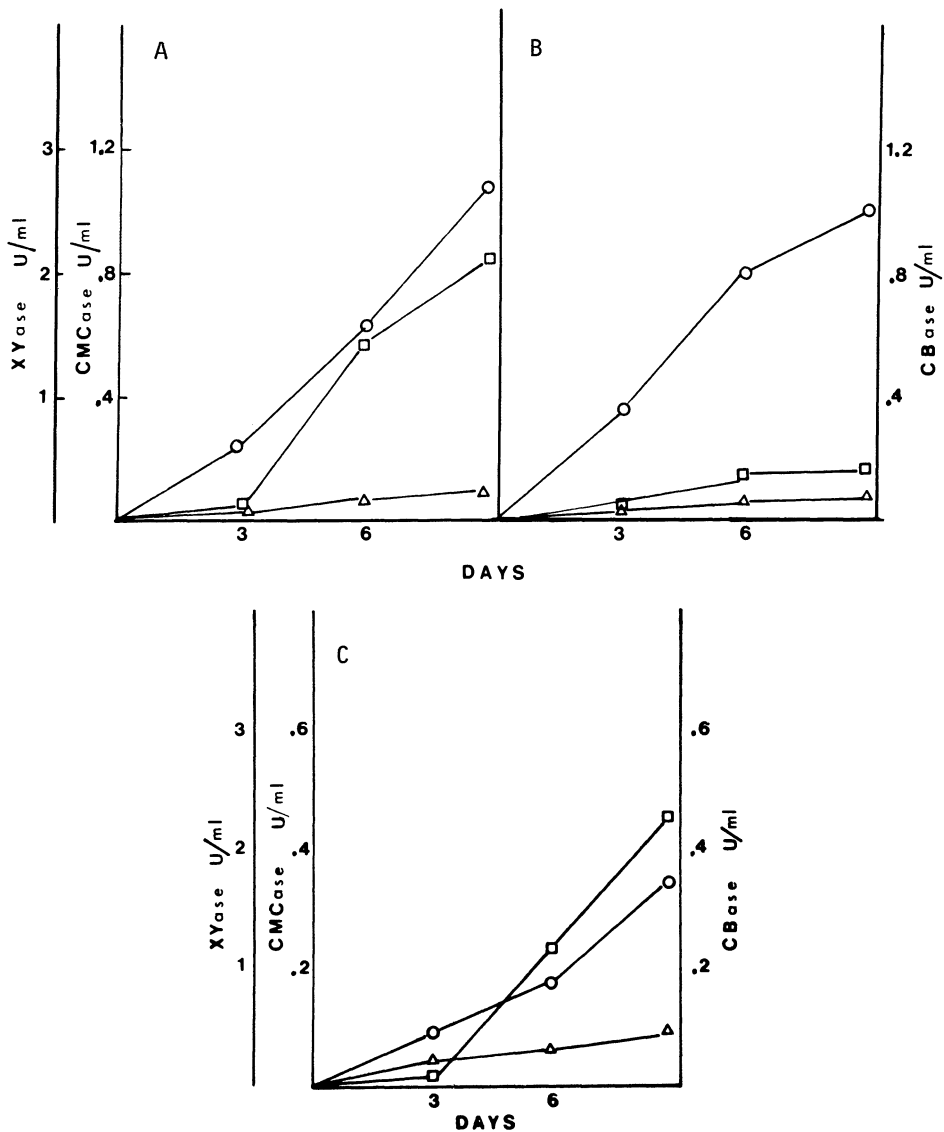 A
B
3
1.2
1.2
XYase U/ml
CMCase U/ml
CBase U/ml
2
.8
.8
1
.4
.4
3
6
3
6
DAYS
C
3
.6
.6
XYase U/ml
CMCase U/ml
CBase U/ml
2
.4
.4
1
.2
.2
3
6
DAYS